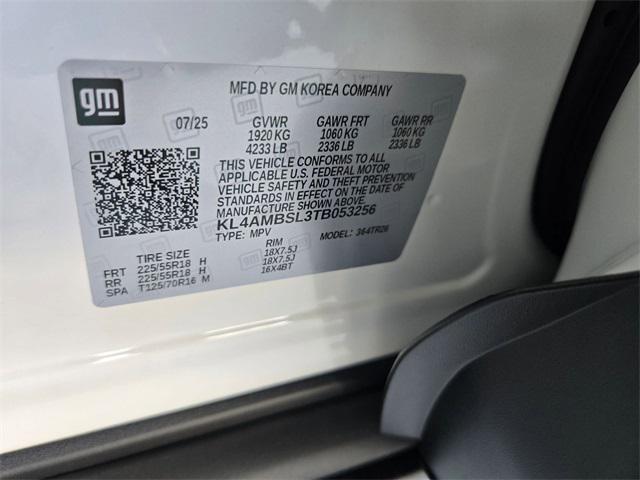 gm
MFD BY GM KOREA COMPANY
07/25 GVWR GAWR FRT GAWR RR
1920 KG 1060 KG 1060 KG
4233 LB 2336 LB 2336 LB
THIS VEHICLE CONFORMS TO ALL
APPLICABLE U.S. FEDERAL MOTOR
VEHICLE SAFETY AND THEFT PREVENTION
STANDARDS IN EFFECT ON THE DATE OF
MANUFACTURE SHOWN ABOVE.
KL4AMBSL3TB053256
TYPE: MPV MODEL: 364TR26
TIRE SIZE RIM
FRT 225/55R18 H 18X7.5J
RR 225/55R18 H 18X7.5J
SPA T125/70R16 M 16X4BT